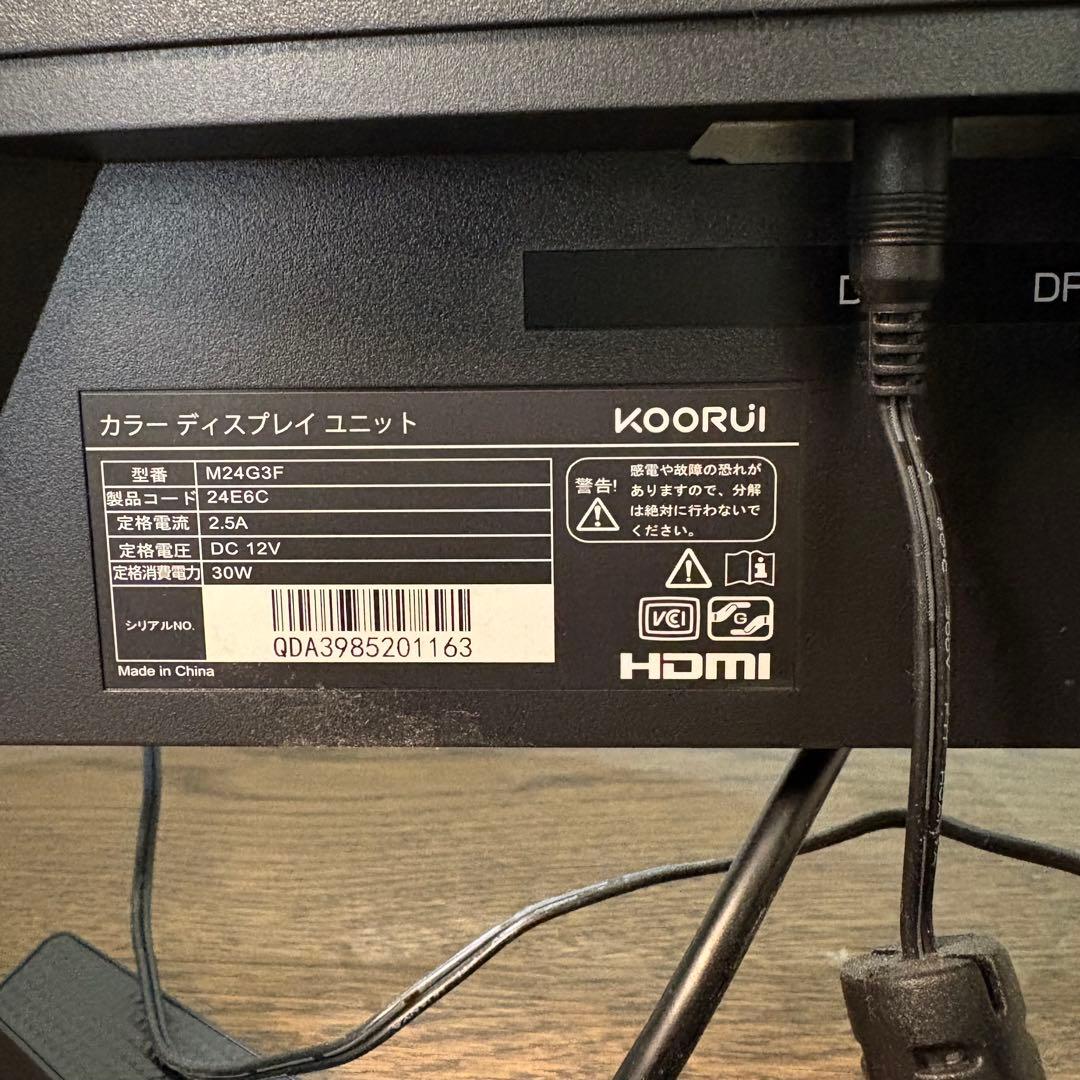 カラー ディスプレイ ユニット
KOORUI
型番 M24G3F
製品コード 24E6C
定格電流 2.5A
定格電圧 DC 12V
定格消費電力 30W
シリアルNO.
QDA3985201163
Made in China
警告!
感電や故障の恐れが
ありますので、分解
は絶対に行わないで
ください。
VCCI
G
HDMI